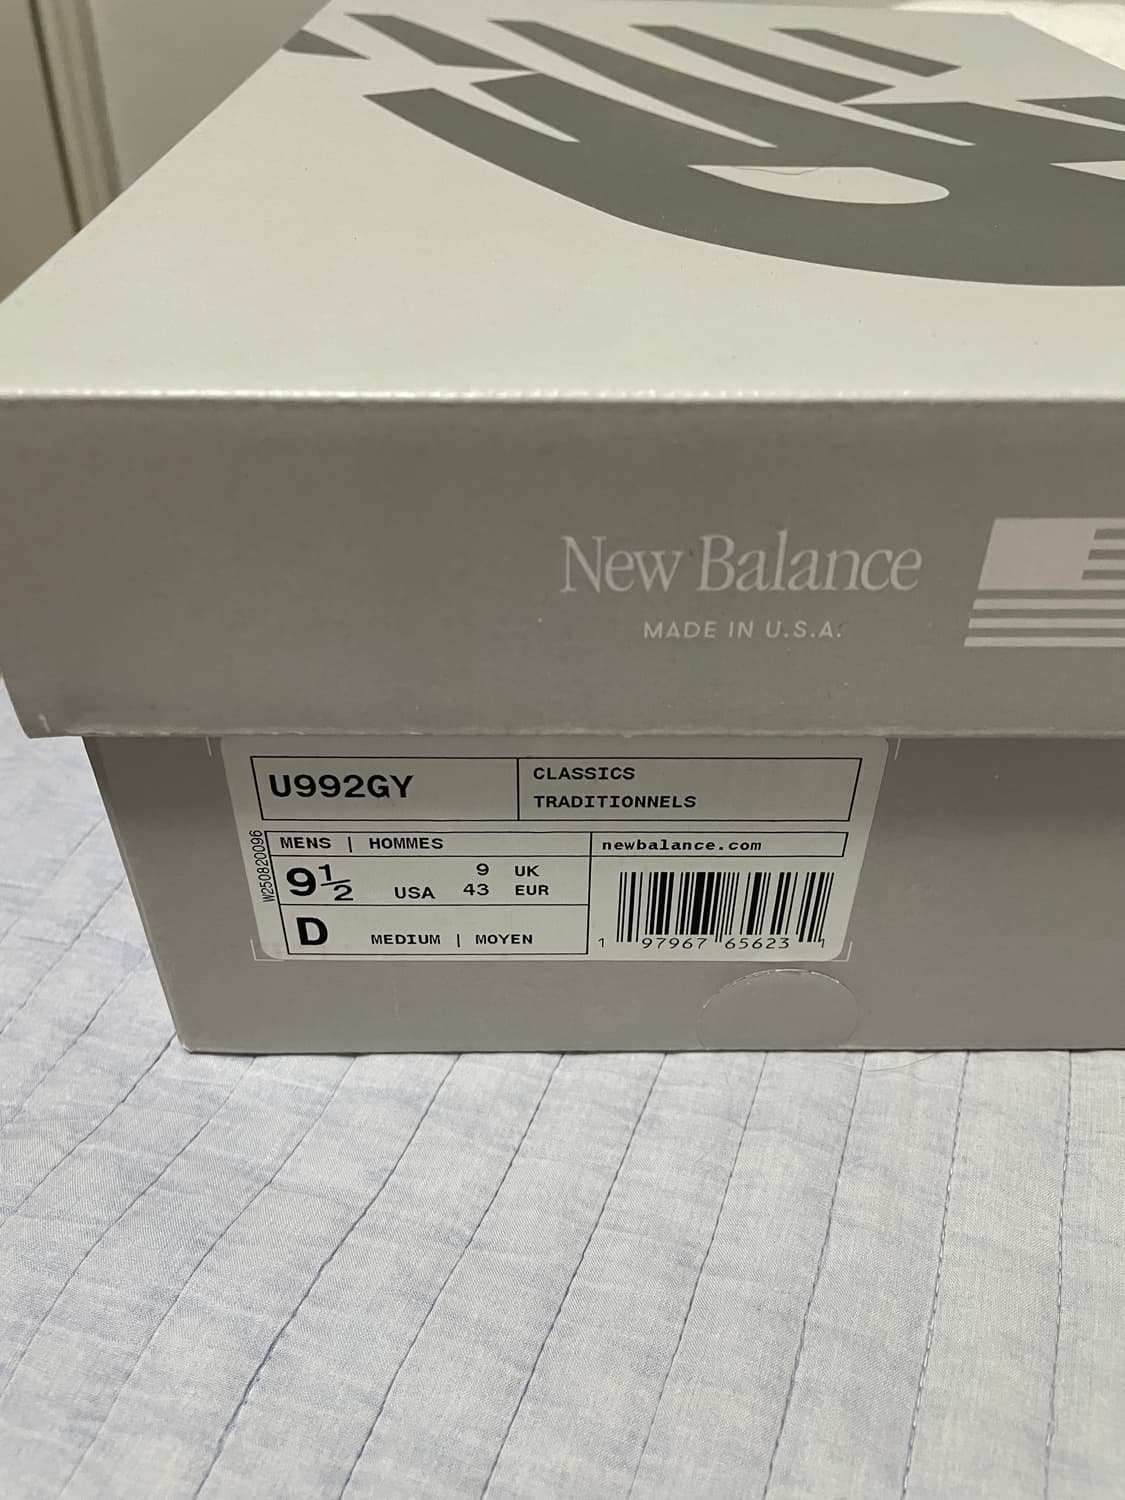 New Balance
MADE IN U.S.A.
U992GY
CLASSICS
TRADITIONNELS
W250820096
MENS | HOMMES
newbalance.com
9½ USA
9 UK
43 EUR
D MEDIUM | MOYEN
1 97967 65623 1